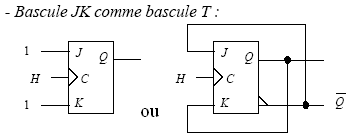 - Bascule JK comme bascule T :
1 J Q J Q
H C H C
1 K ou K Q̅